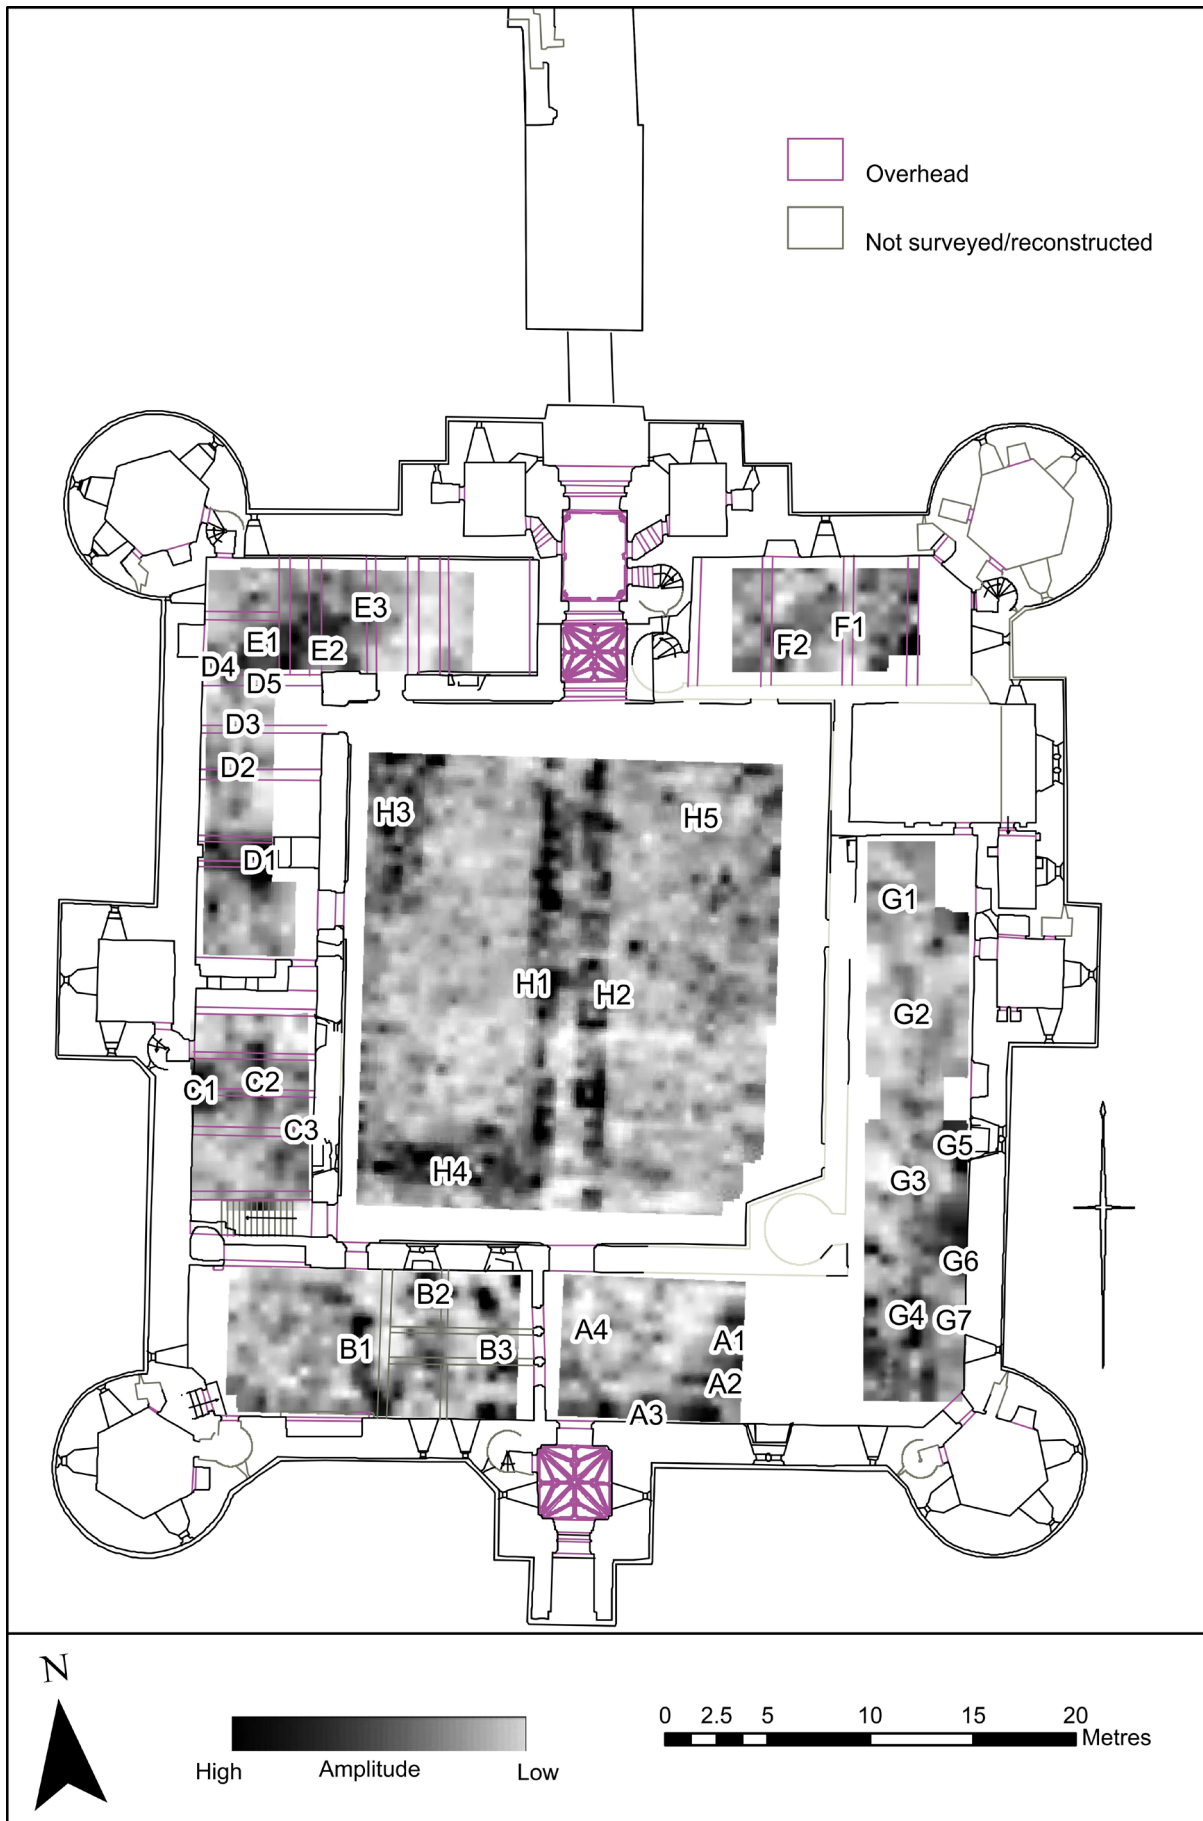 Overhead
Not surveyed/reconstructed
E3
E1
E2
F1
F2
D4
D5
D3
D2
H3
H5
D1
G1
H1
H2
G2
C1
C2
C3
G5
H4
G3
G6
B2
G4
G7
A4
A1
B1
B3
A2
A3
N
0 2.5 5 10 15 20
Metres
High Amplitude Low